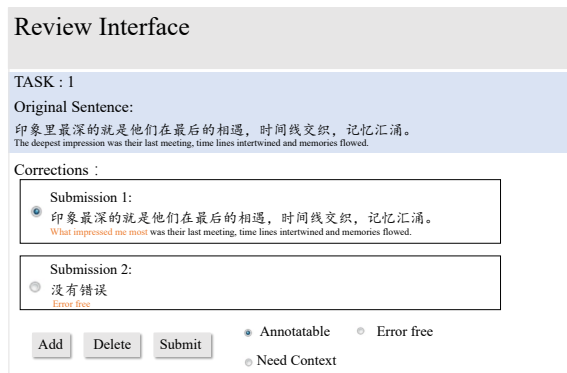 Review Interface
TASK : 1
Original Sentence:
印象里最深的就是他们在最后的相遇，时间线交织，记忆汇涌。
The deepest impression was their last meeting, time lines intertwined and memories flowed.
Corrections：
Submission 1:
印象最深的就是他们在最后的相遇，时间线交织，记忆汇涌。
What impressed me most was their last meeting, time lines intertwined and memories flowed.
Submission 2:
没有错误
Error free
Add Delete Submit Annotatable Error free
Need Context